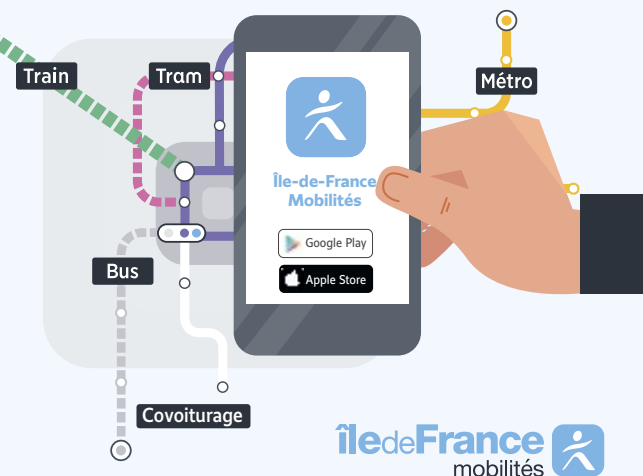 Train
Tram
Métro
Île-de-France
Mobilités
Google Play
Apple Store
Bus
Covoiturage
îledeFrance
mobilités